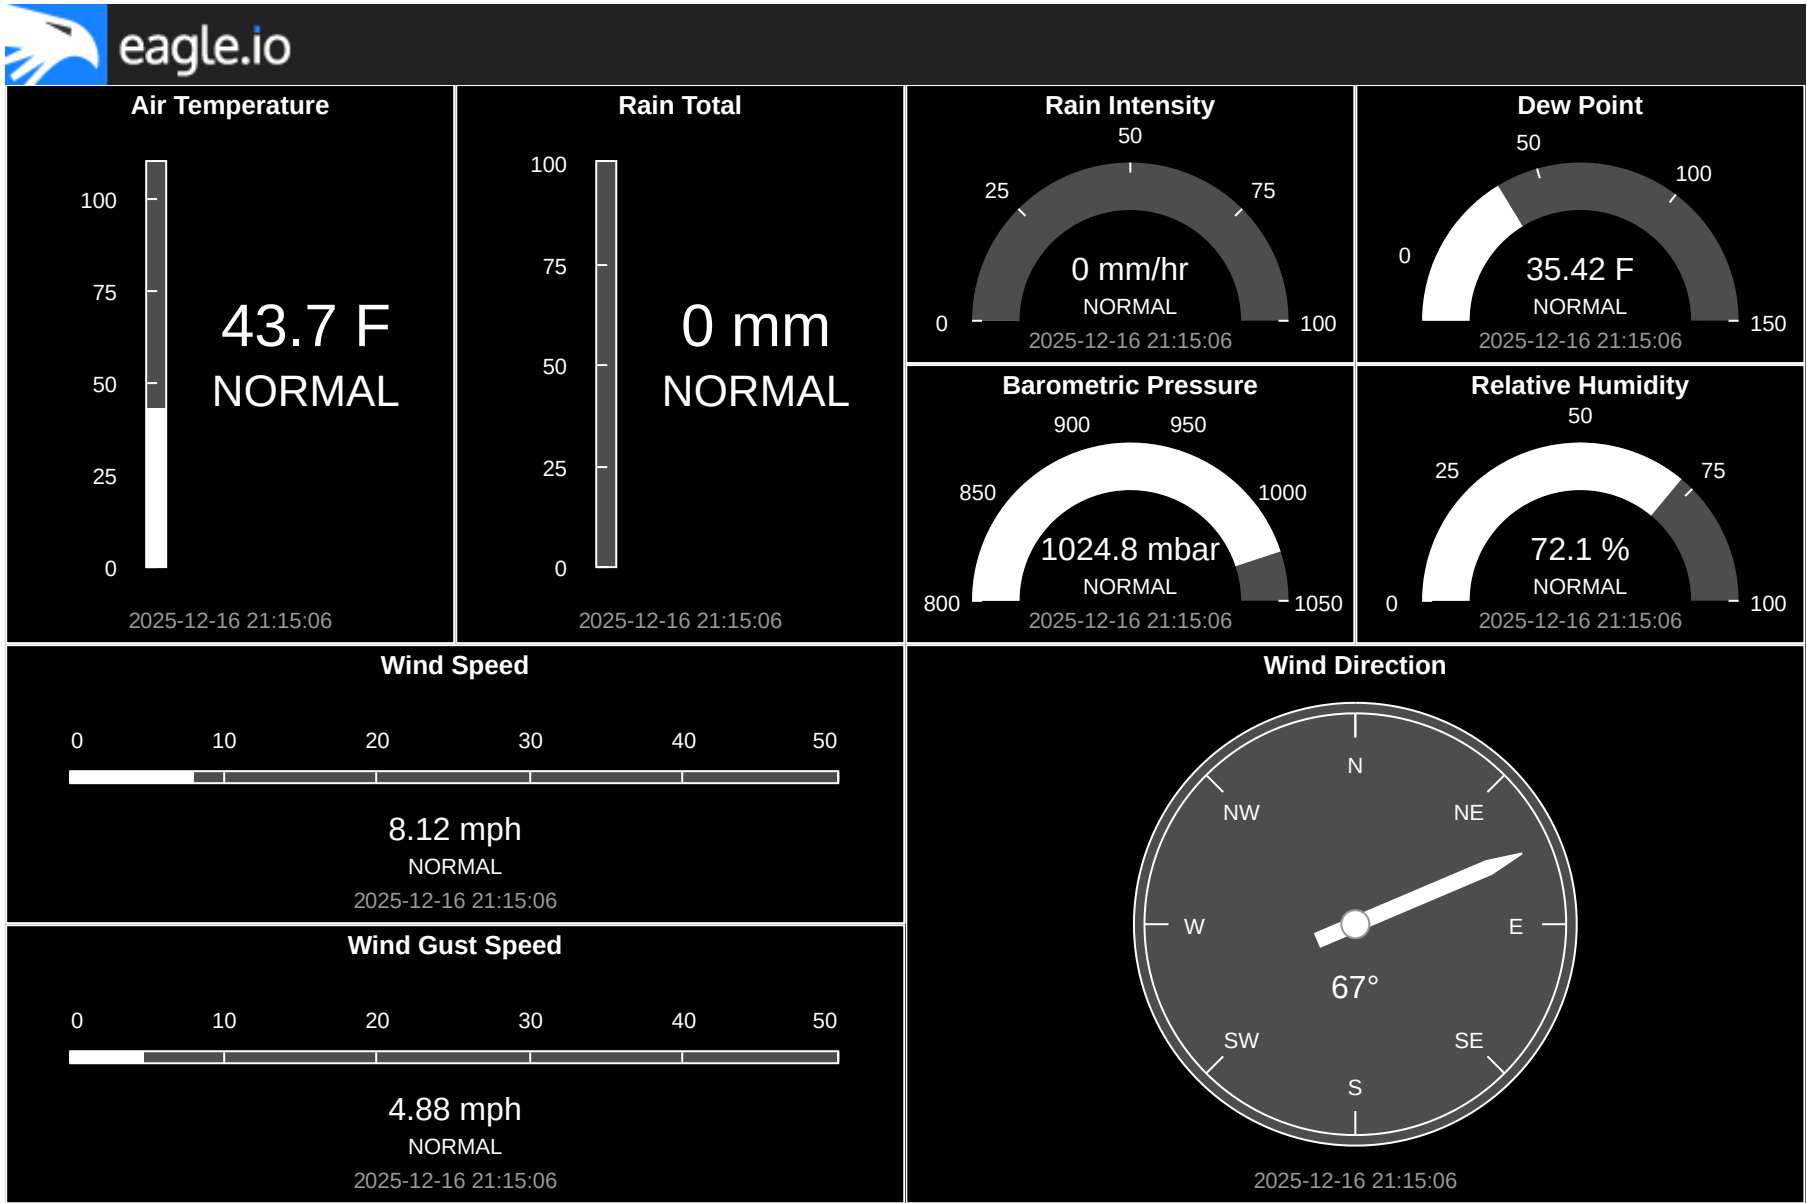 eagle.io
Air Temperature
100
75
50
25
0
43.7 F
NORMAL
2025-12-16 21:15:06
Rain Total
100
75
50
25
0
0 mm
NORMAL
2025-12-16 21:15:06
Rain Intensity
0
25
50
75
100
0 mm/hr
NORMAL
2025-12-16 21:15:06
Dew Point
0
50
100
150
35.42 F
NORMAL
2025-12-16 21:15:06
Barometric Pressure
800
850
900
950
1000
1050
1024.8 mbar
NORMAL
2025-12-16 21:15:06
Relative Humidity
0
25
50
75
100
72.1 %
NORMAL
2025-12-16 21:15:06
Wind Speed
0 10 20 30 40 50
8.12 mph
NORMAL
2025-12-16 21:15:06
Wind Gust Speed
0 10 20 30 40 50
4.88 mph
NORMAL
2025-12-16 21:15:06
Wind Direction
N
NW NE
W E
67°
SW SE
S
2025-12-16 21:15:06